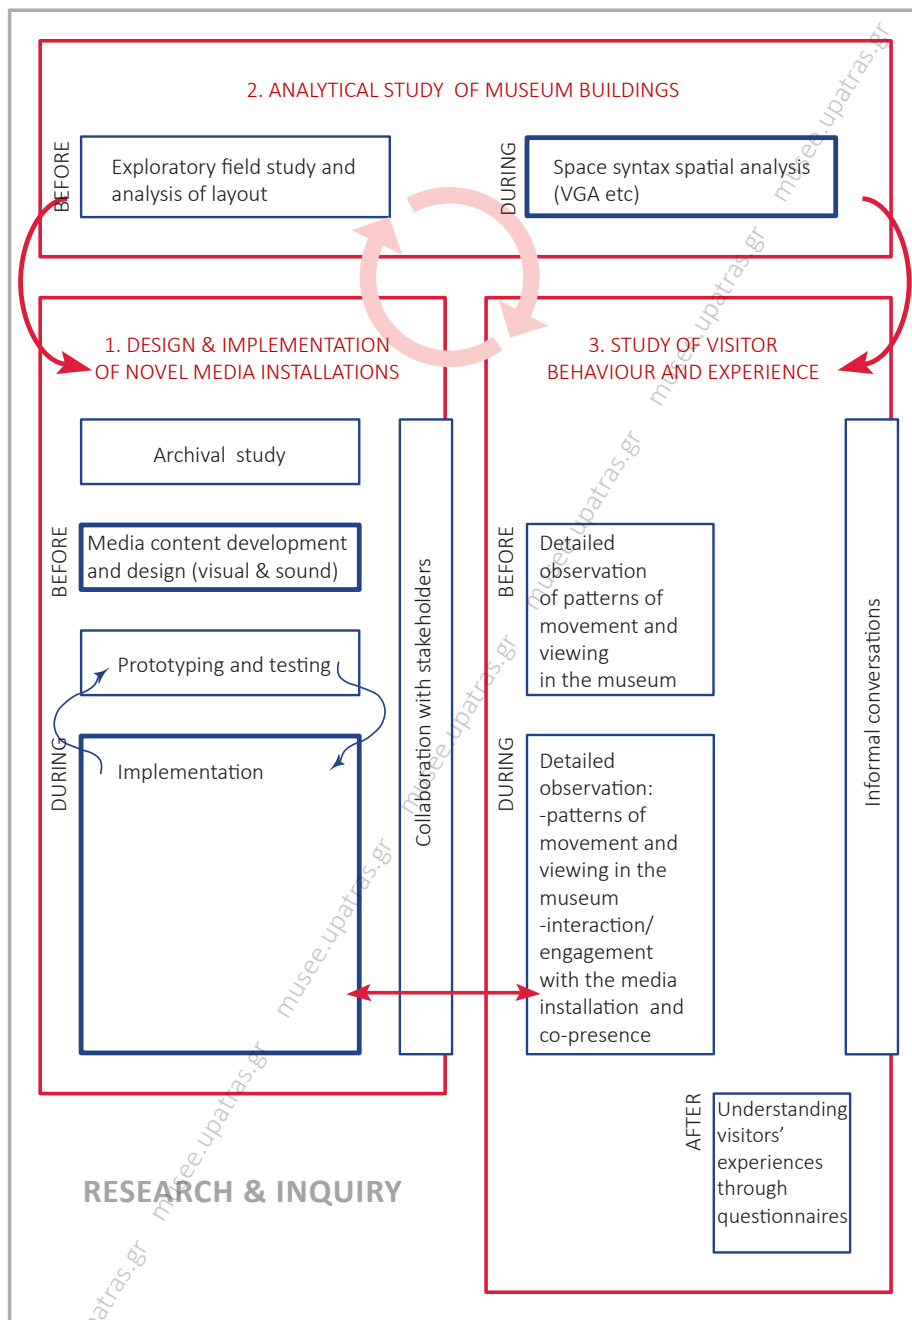 2. ANALYTICAL STUDY OF MUSEUM BUILDINGS
BEFORE
Exploratory field study and
analysis of layout
DURING
Space syntax spatial analysis
(VGA etc)
1. DESIGN & IMPLEMENTATION
OF NOVEL MEDIA INSTALLATIONS
Archival study
BEFORE
Media content development
and design (visual & sound)
Prototyping and testing
DURING
Implementation
Collaboration with stakeholders
3. STUDY OF VISITOR
BEHAVIOUR AND EXPERIENCE
BEFORE
Detailed
observation
of patterns of
movement and
viewing
in the museum
DURING
Detailed
observation:
-patterns of
movement and
viewing in the
museum
-interaction/
engagement
with the media
installation and
co-presence
Informal conversations
AFTER
Understanding
visitors’
experiences
through
questionnaires
RESEARCH & INQUIRY
musee.upatras.gr
musee.upatras.gr
musee.upatras.gr
musee.upatras.gr
musee.upatras.gr
musee.upatras.gr
patras.gr